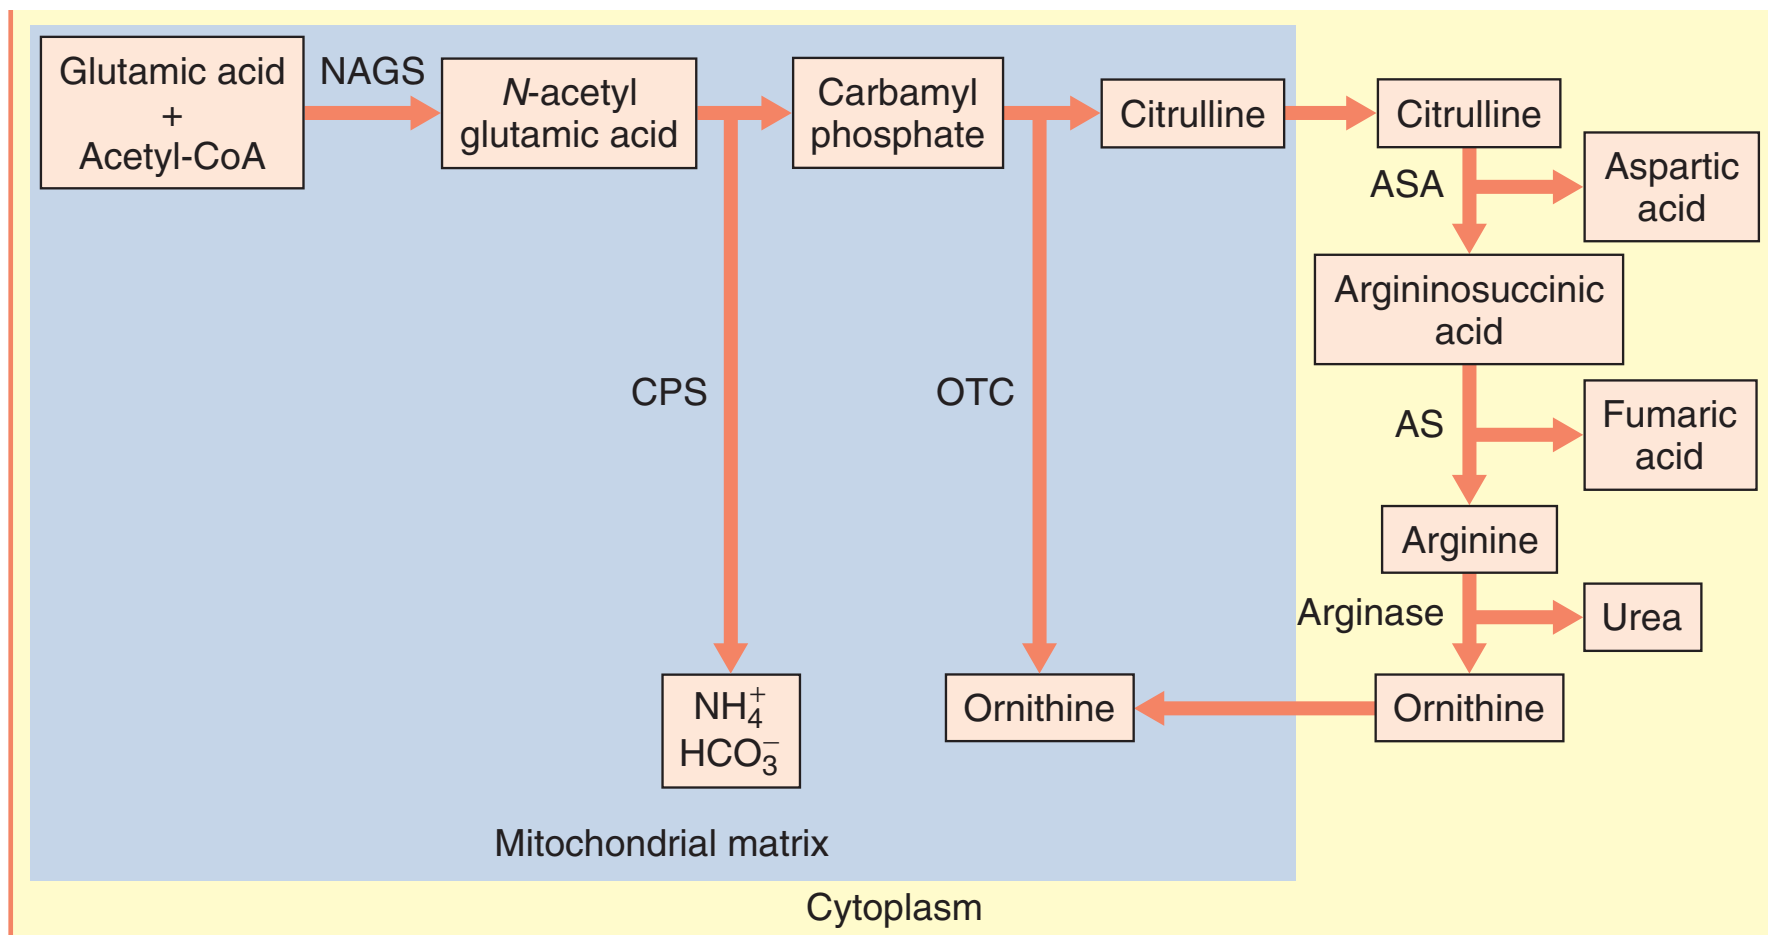 Glutamic acid
+
Acetyl-CoA
NAGS
N-acetyl
glutamic acid
Carbamyl
phosphate
Citrulline
Citrulline
ASA
Aspartic
acid
Argininosuccinic
acid
CPS
OTC
AS
Fumaric
acid
Arginine
Arginase
Urea
NH₄⁺
HCO₃⁻
Ornithine
Ornithine
Mitochondrial matrix
Cytoplasm